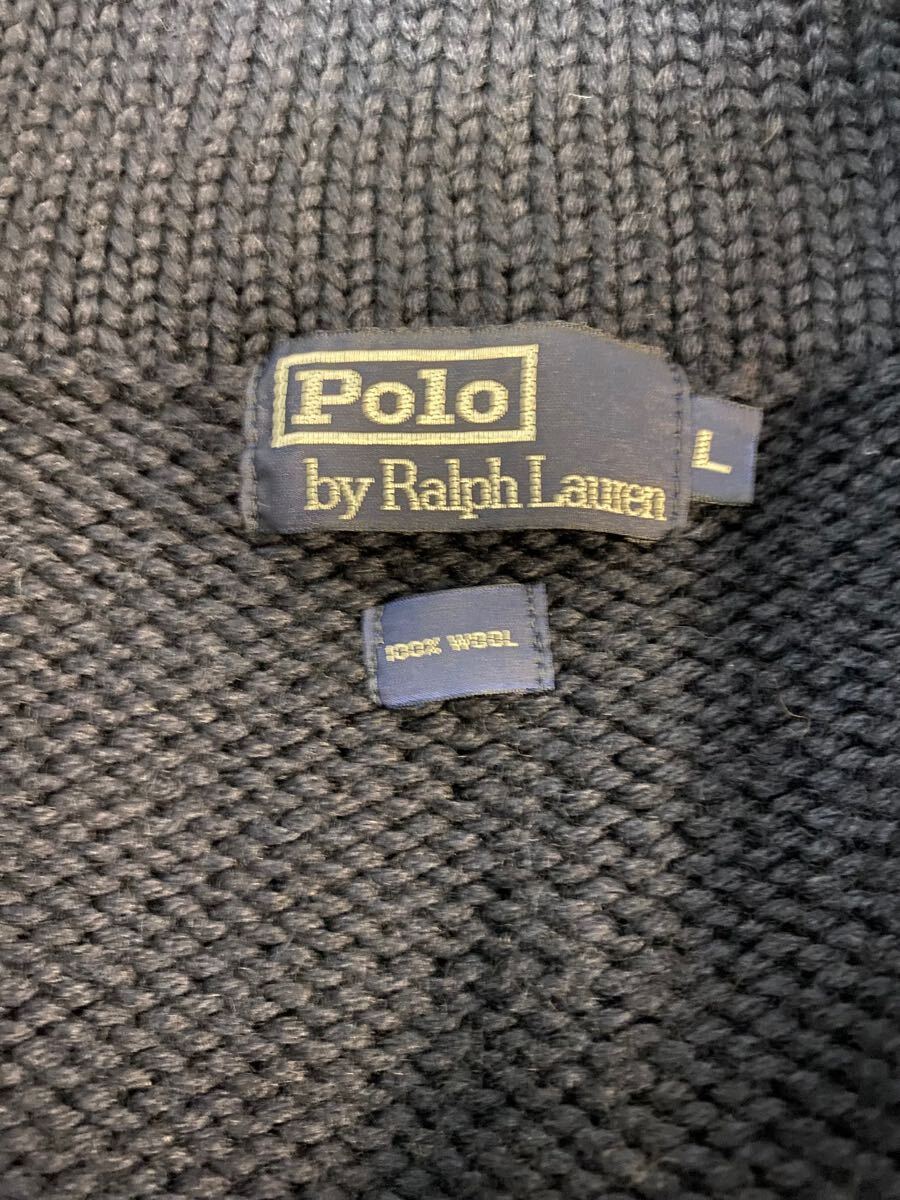 Polo
by Ralph Lauren
L
100% WOOL